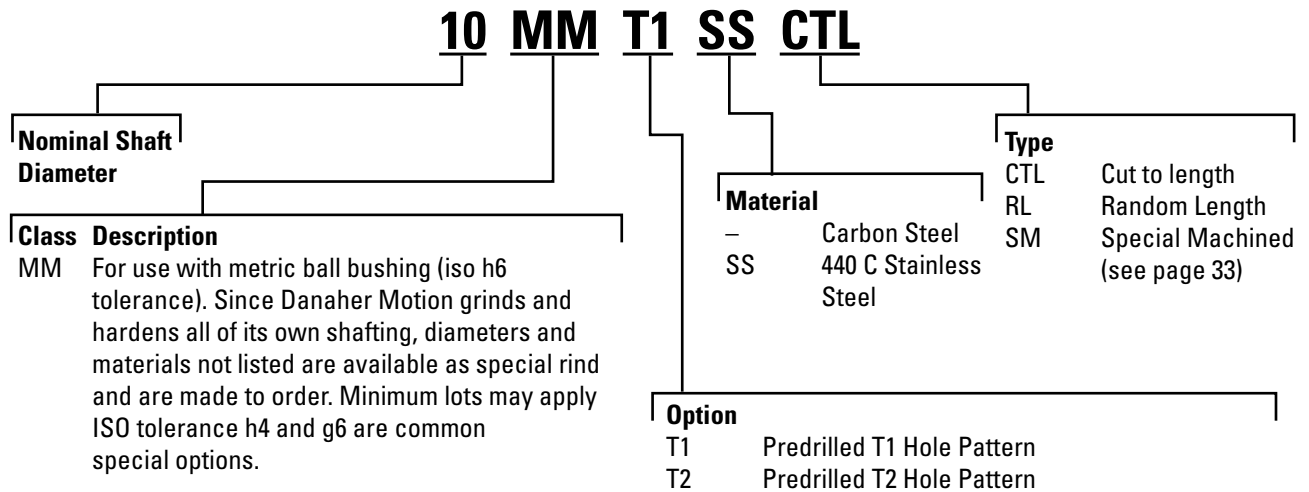 10 MM T1 SS CTL
Nominal Shaft
Diameter
Class Description
MM For use with metric ball bushing (iso h6
tolerance). Since Danaher Motion grinds and
hardens all of its own shafting, diameters and
materials not listed are available as special rind
and are made to order. Minimum lots may apply
ISO tolerance h4 and g6 are common
special options.
Option
T1 Predrilled T1 Hole Pattern
T2 Predrilled T2 Hole Pattern
Material
– Carbon Steel
SS 440 C Stainless
Steel
Type
CTL Cut to length
RL Random Length
SM Special Machined
(see page 33)